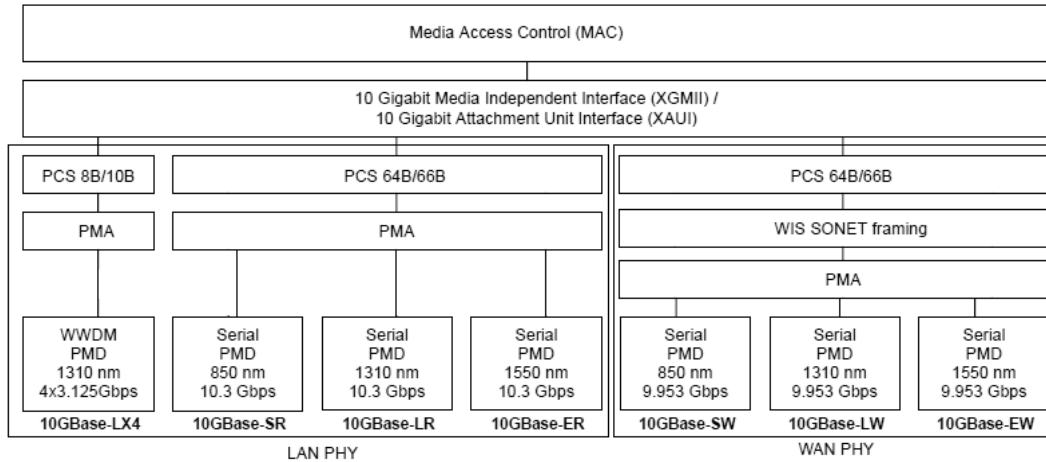 Media Access Control (MAC)
10 Gigabit Media Independent Interface (XGMII) /
10 Gigabit Attachment Unit Interface (XAUI)
PCS 8B/10B
PCS 64B/66B
PCS 64B/66B
PMA
PMA
WIS SONET framing
PMA
WWDM
PMD
1310 nm
4x3.125Gbps
Serial
PMD
850 nm
10.3 Gbps
Serial
PMD
1310 nm
10.3 Gbps
Serial
PMD
1550 nm
10.3 Gbps
Serial
PMD
850 nm
9.953 Gbps
Serial
PMD
1310 nm
9.953 Gbps
Serial
PMD
1550 nm
9.953 Gbps
10GBase-LX4
10GBase-SR
10GBase-LR
10GBase-ER
10GBase-SW
10GBase-LW
10GBase-EW
LAN PHY
WAN PHY